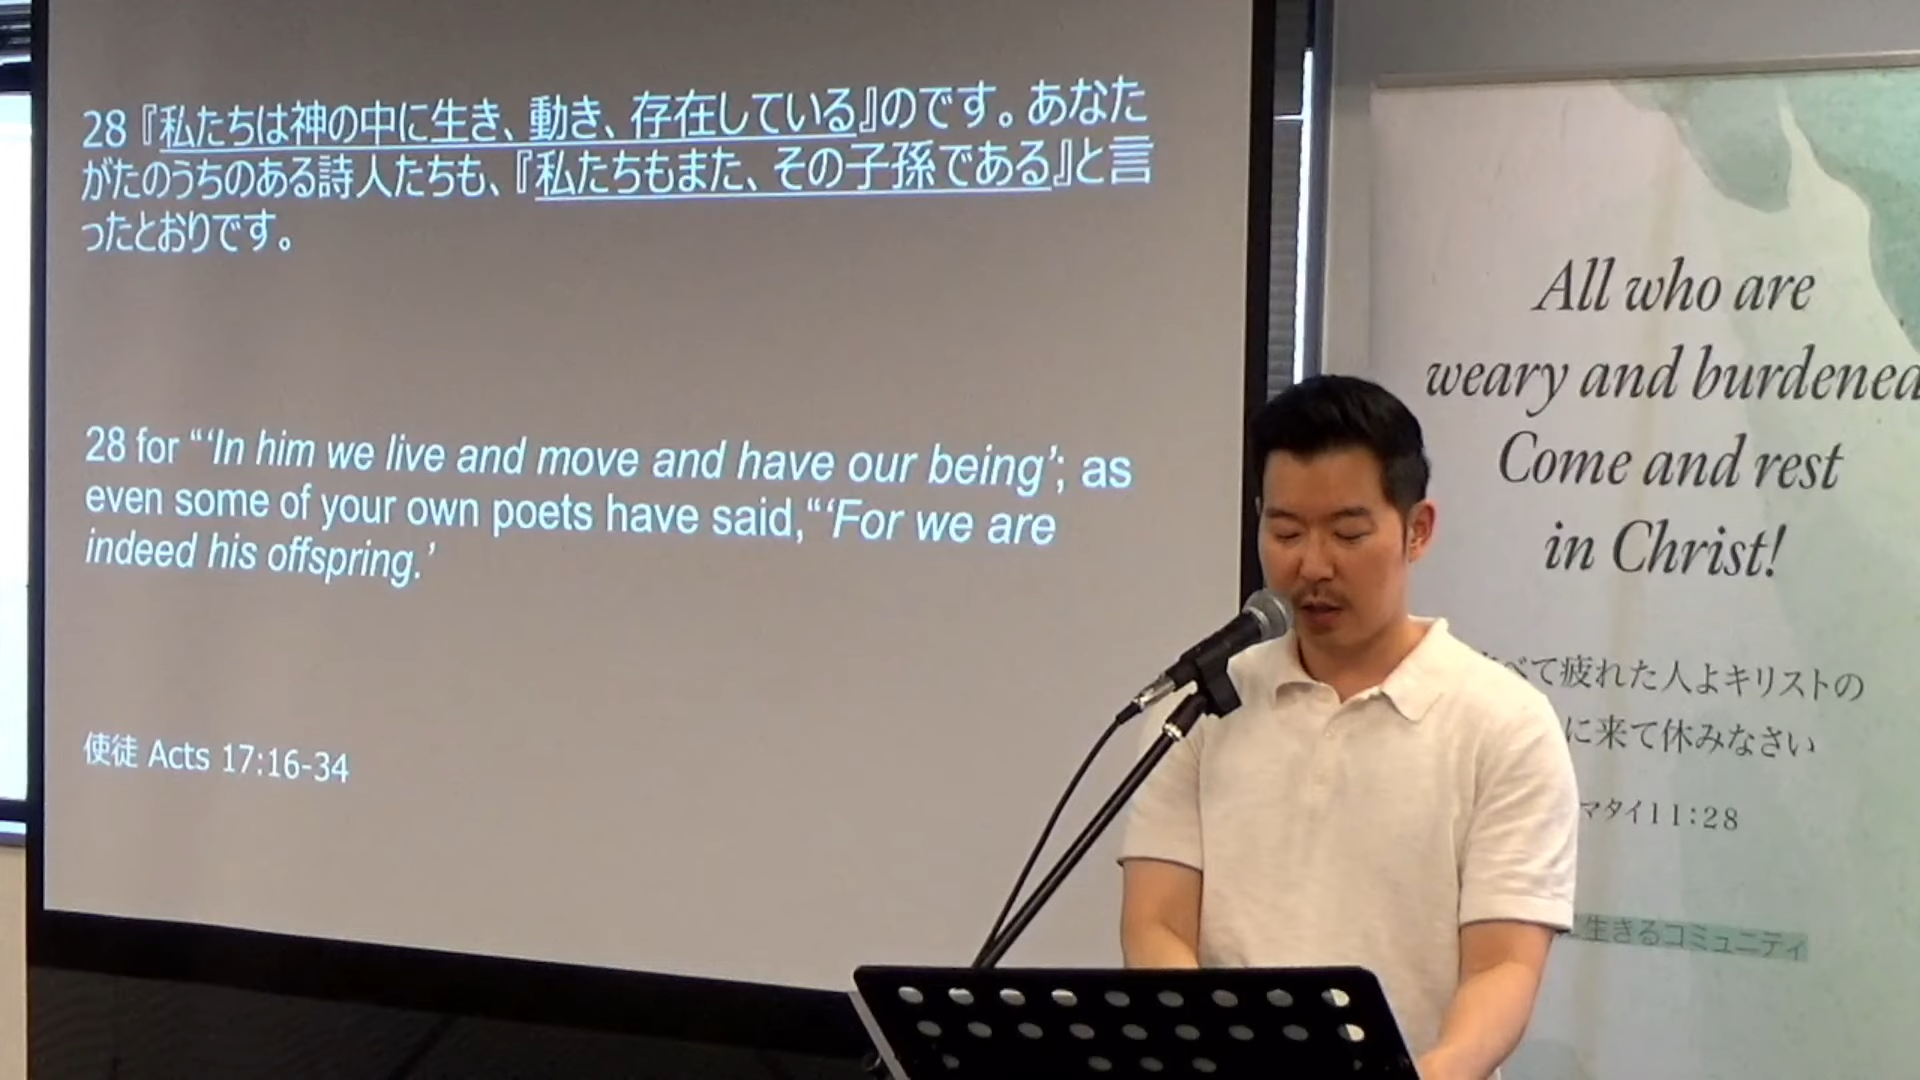 28『私たちは神の中に生き、動き、存在している』のです。あなた
がたのうちのある詩人たちも、『私たちもまた、その子孫である』と言
ったとおりです。
28 for “‘In him we live and move and have our being’; as
even some of your own poets have said,“‘For we are
indeed his offspring.’
使徒 Acts 17:16-34
All who are
weary and burdened
Come and rest
in Christ!
べて疲れた人よキリストの
に来て休みなさい
マタイ11:28
生きるコミュニティ